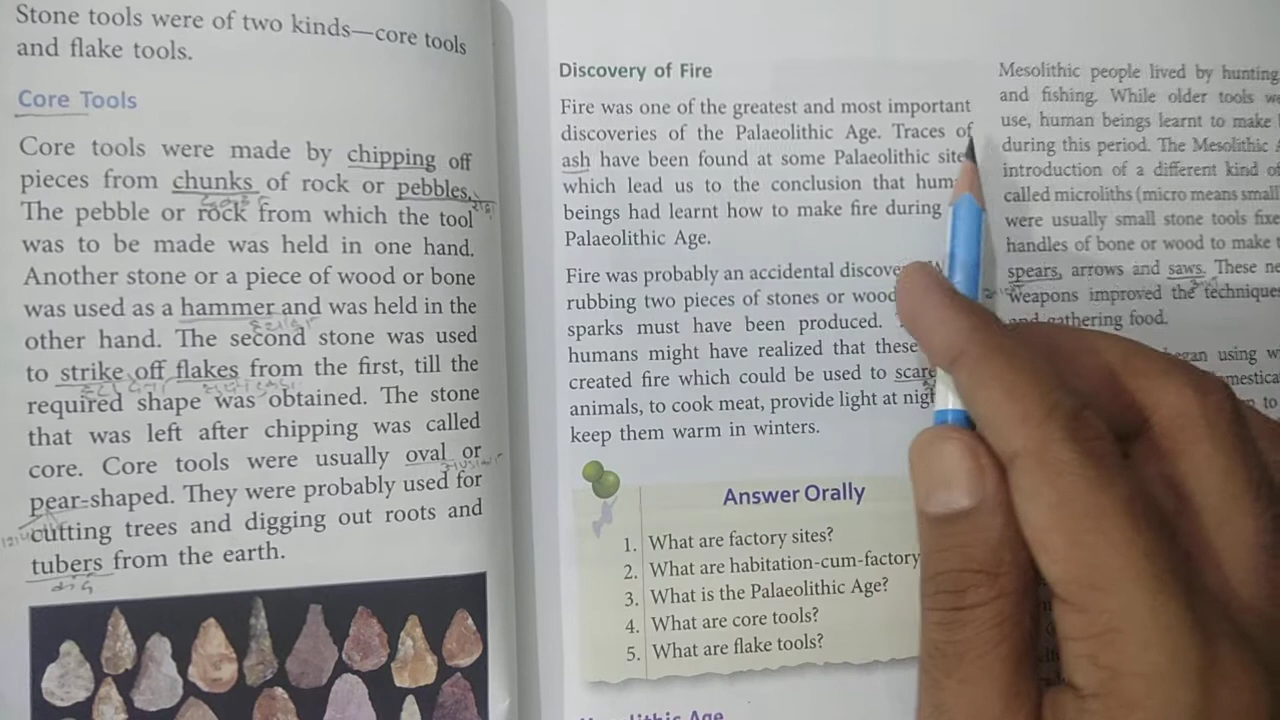 Stone tools were of two kinds—core tools
and flake tools.
Core Tools
Core tools were made by chipping off
pieces from chunks of rock or pebbles.
The pebble or rock from which the tool
was to be made was held in one hand.
Another stone or a piece of wood or bone
was used as a hammer and was held in the
other hand. The second stone was used
to strike off flakes from the first, till the
required shape was obtained. The stone
that was left after chipping was called
core. Core tools were usually oval or
pear-shaped. They were probably used for
cutting trees and digging out roots and
tubers from the earth.
Discovery of Fire
Fire was one of the greatest and most important
discoveries of the Palaeolithic Age. Traces of
ash have been found at some Palaeolithic site
which lead us to the conclusion that hum
beings had learnt how to make fire during
Palaeolithic Age.
Fire was probably an accidental discove
rubbing two pieces of stones or wood
sparks must have been produced.
humans might have realized that these
created fire which could be used to scare
animals, to cook meat, provide light at nig
keep them warm in winters.
Answer Orally
1. What are factory sites?
2. What are habitation-cum-factory
3. What is the Palaeolithic Age?
4. What are core tools?
5. What are flake tools?
Mesolithic people lived by hunting
and fishing. While older tools we
use, human beings learnt to make
during this period. The Mesolithic
introduction of a different kind of
called microliths (micro means small
were usually small stone tools fixe
handles of bone or wood to make
spears, arrows and saws. These ne
weapons improved the technique
and gathering food.
egan using w